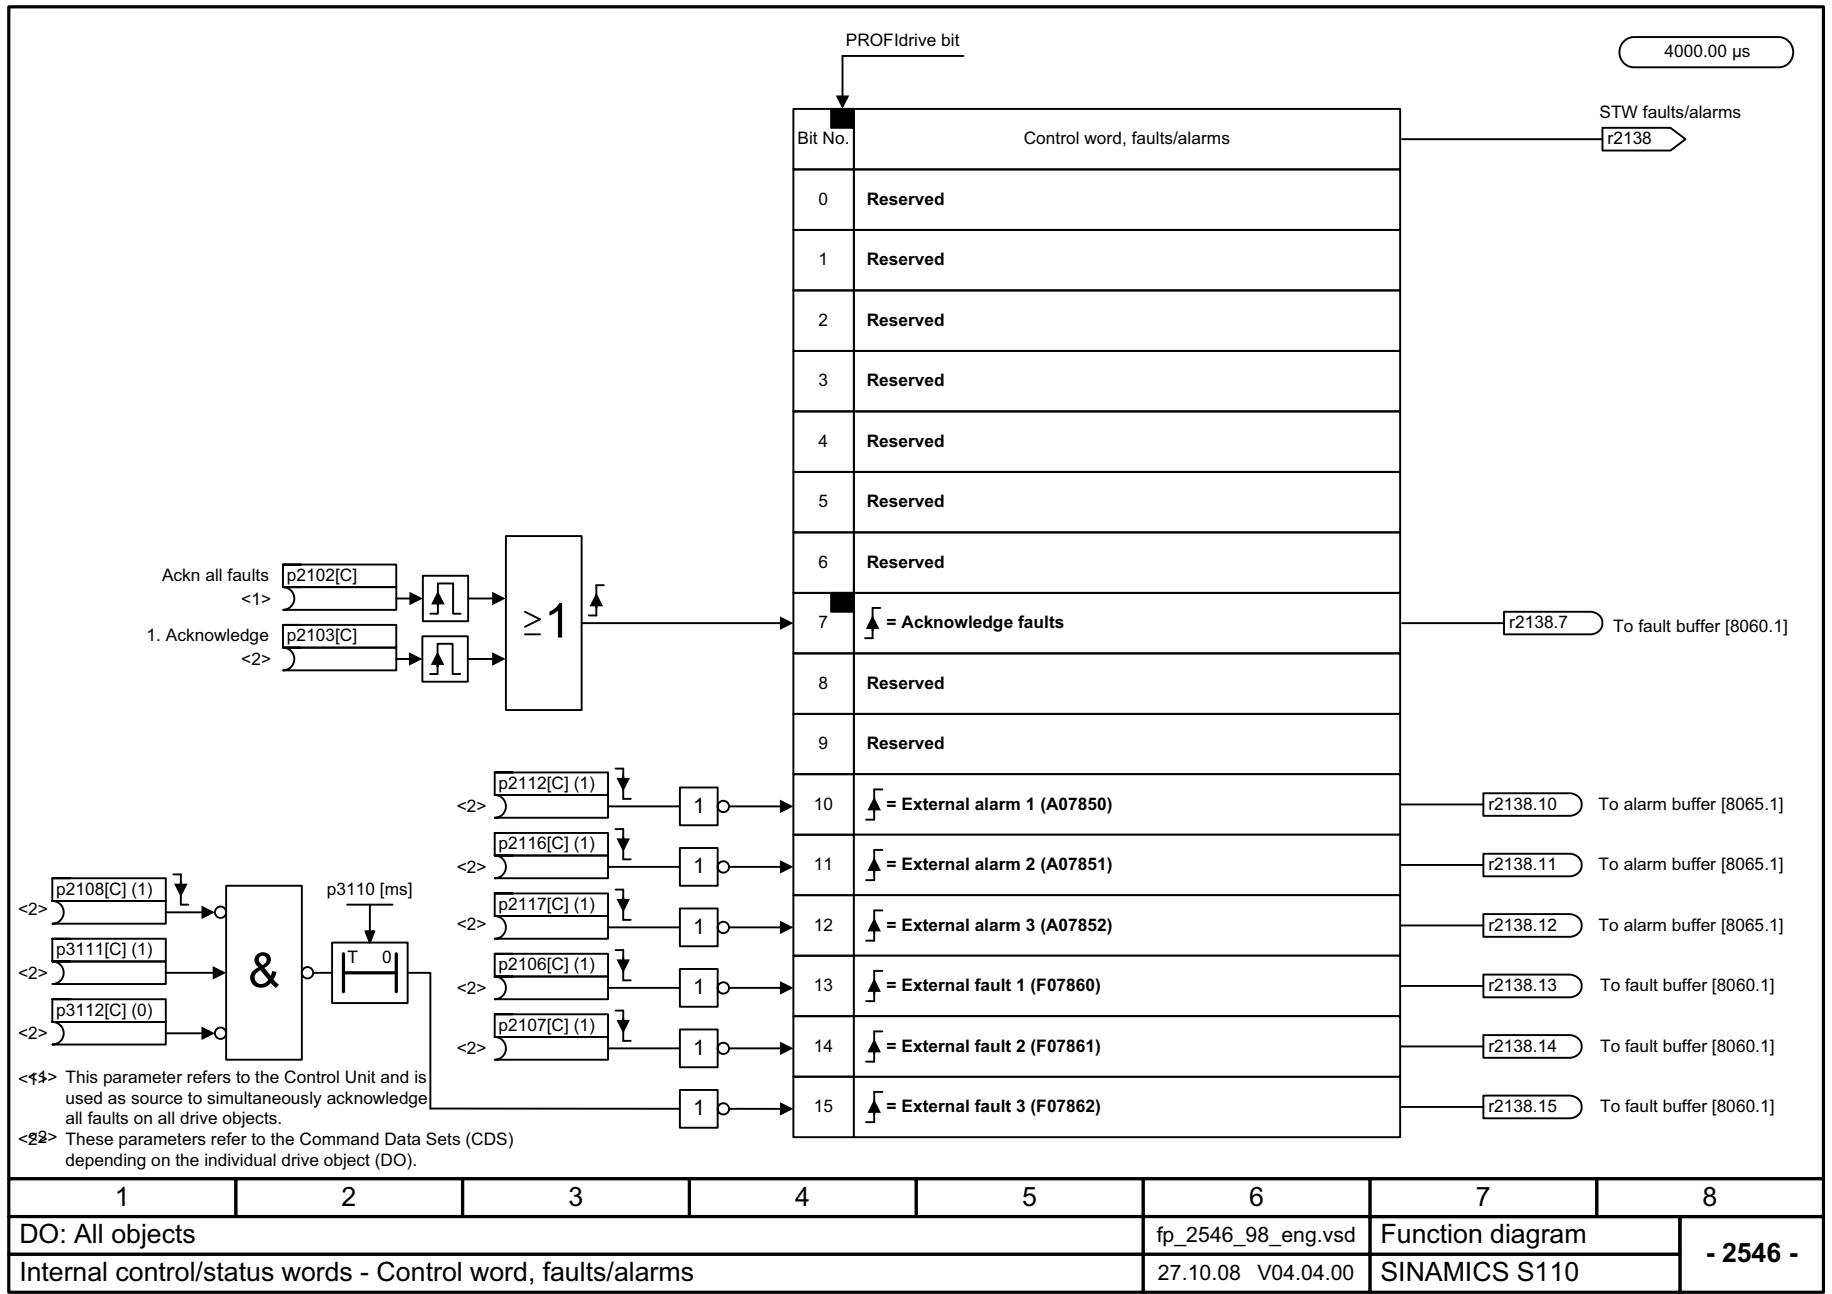 PROFIdrive bit
4000.00 µs
STW faults/alarms
Bit No. Control word, faults/alarms r2138
0 Reserved
1 Reserved
2 Reserved
3 Reserved
4 Reserved
5 Reserved
6 Reserved
Ackn all faults p2102[C]
<1>
1. Acknowledge p2103[C]
<2>
≥1
7 = Acknowledge faults r2138.7 To fault buffer [8060.1]
8 Reserved
9 Reserved
p2112[C] (1)
<2> 1 10 = External alarm 1 (A07850) r2138.10 To alarm buffer [8065.1]
p2116[C] (1)
<2> 1 11 = External alarm 2 (A07851) r2138.11 To alarm buffer [8065.1]
p2117[C] (1)
<2> 1 12 = External alarm 3 (A07852) r2138.12 To alarm buffer [8065.1]
p2106[C] (1)
<2> 1 13 = External fault 1 (F07860) r2138.13 To fault buffer [8060.1]
p2107[C] (1)
<2> 1 14 = External fault 2 (F07861) r2138.14 To fault buffer [8060.1]
1 15 = External fault 3 (F07862) r2138.15 To fault buffer [8060.1]
p2108[C] (1)
<2>
p3111[C] (1)
<2>
p3112[C] (0)
<2>
&
p3110 [ms]
T 0
<1> This parameter refers to the Control Unit and is
used as source to simultaneously acknowledge
all faults on all drive objects.
<2> These parameters refer to the Command Data Sets (CDS)
depending on the individual drive object (DO).
1 2 3 4 5 6 7 8
DO: All objects fp_2546_98_eng.vsd Function diagram
- 2546 -
Internal control/status words - Control word, faults/alarms 27.10.08 V04.04.00 SINAMICS S110